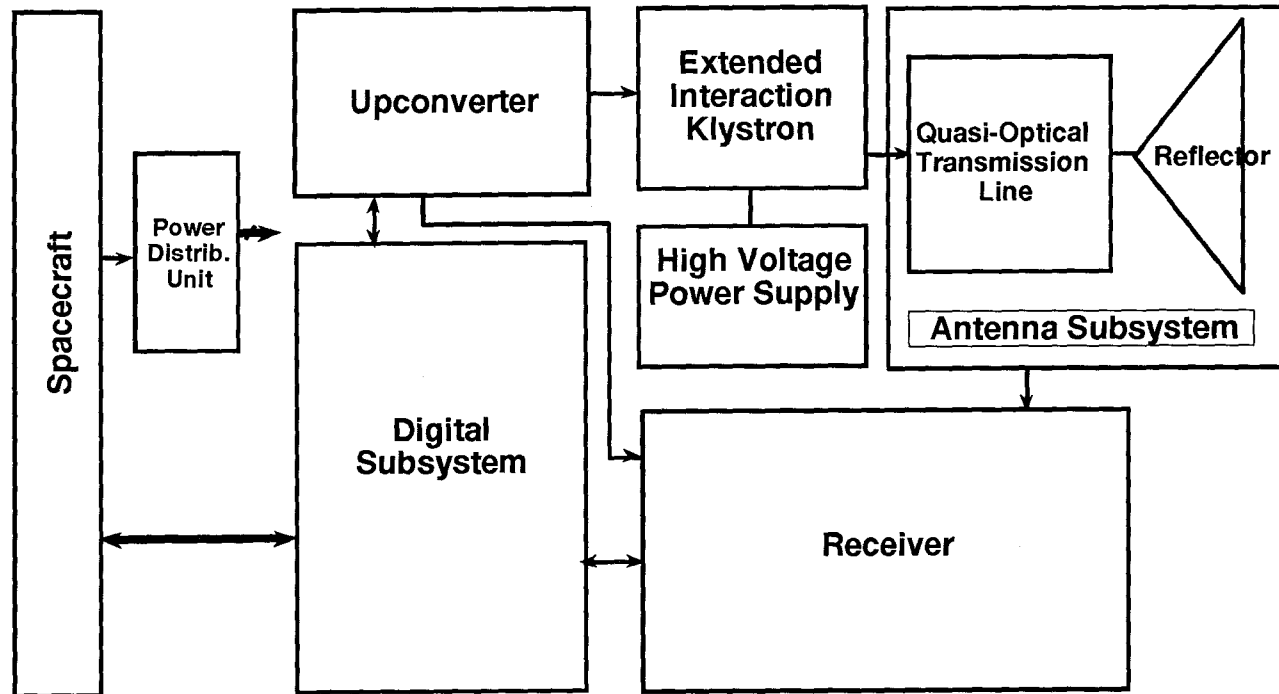 Spacecraft
Power
Distrib.
Unit
Upconverter
Digital
Subsystem
Extended
Interaction
Klystron
High Voltage
Power Supply
Quasi-Optical
Transmission
Line
Reflector
Antenna Subsystem
Receiver